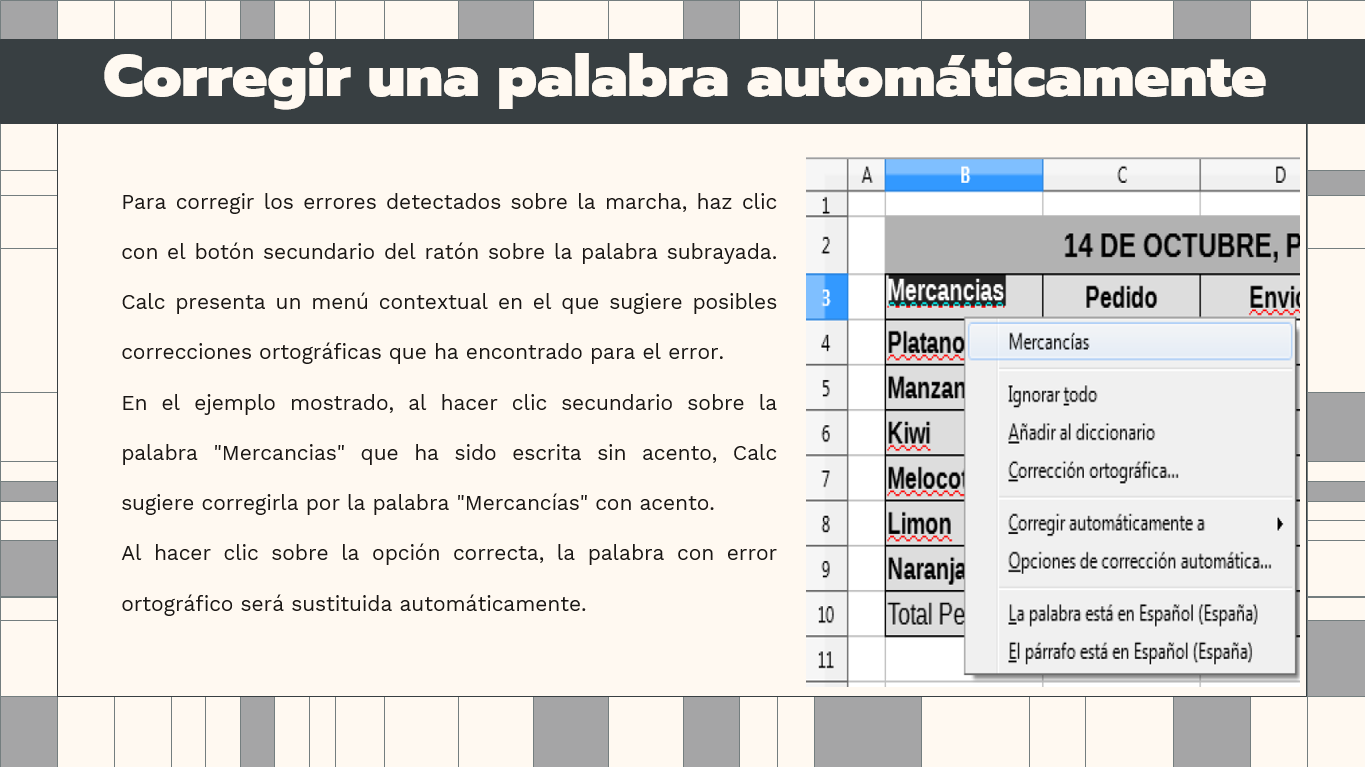 Corregir una palabra automáticamente
Para corregir los errores detectados sobre la marcha, haz clic
con el botón secundario del ratón sobre la palabra subrayada.
Calc presenta un menú contextual en el que sugiere posibles
correcciones ortográficas que ha encontrado para el error.
En el ejemplo mostrado, al hacer clic secundario sobre la
palabra "Mercancias" que ha sido escrita sin acento, Calc
sugiere corregirla por la palabra "Mercancías" con acento.
Al hacer clic sobre la opción correcta, la palabra con error
ortográfico será sustituida automáticamente.
A B C D
1
2 14 DE OCTUBRE, P
3 Mercancias Pedido Envio
4 Platano
5 Manzan
6 Kiwi
7 Melocot
8 Limon
9 Naranja
10 Total Pe
11
Mercancías
Ignorar todo
Añadir al diccionario
Corrección ortográfica...
Corregir automáticamente a
Opciones de corrección automática...
La palabra está en Español (España)
El párrafo está en Español (España)